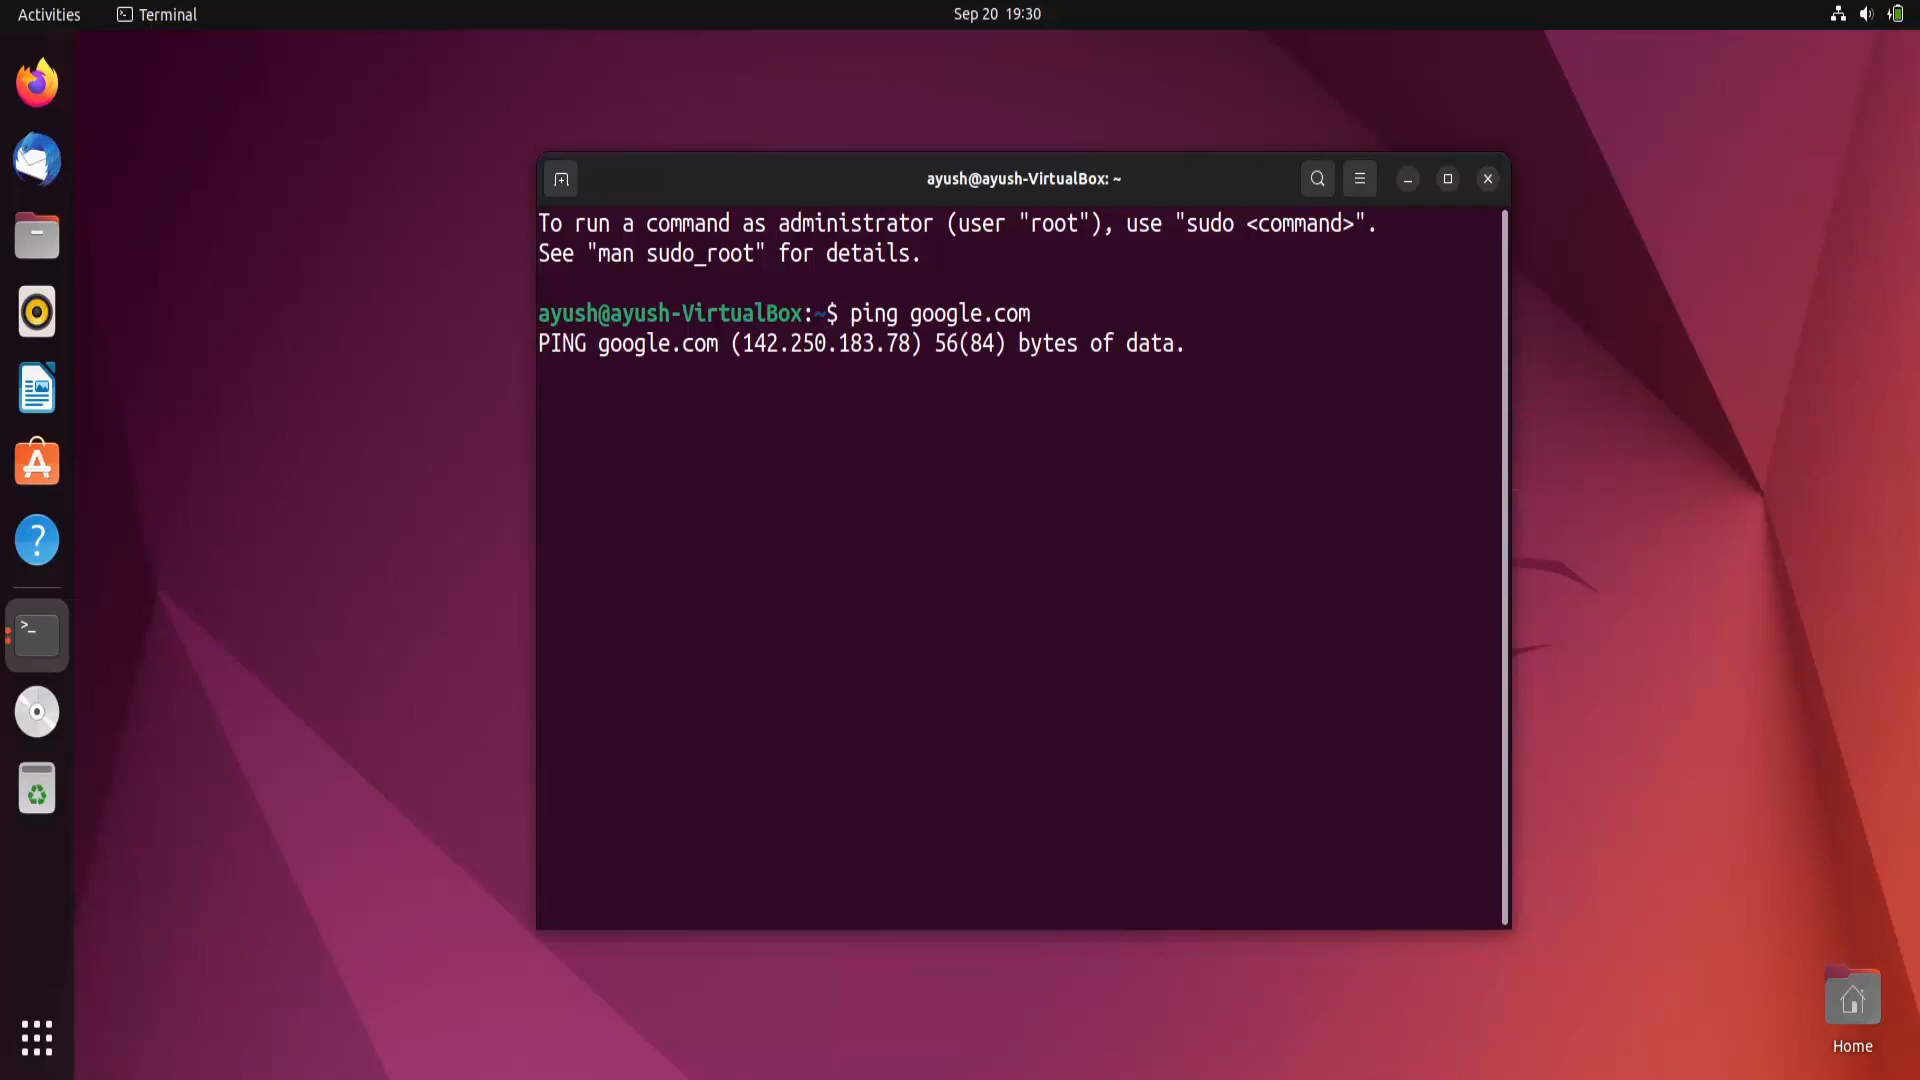 Activities
Terminal
Sep 20 19:30
ayush@ayush-VirtualBox: ~
To run a command as administrator (user "root"), use "sudo <command>".
See "man sudo_root" for details.
ayush@ayush-VirtualBox:~$ ping google.com
PING google.com (142.250.183.78) 56(84) bytes of data.
Home